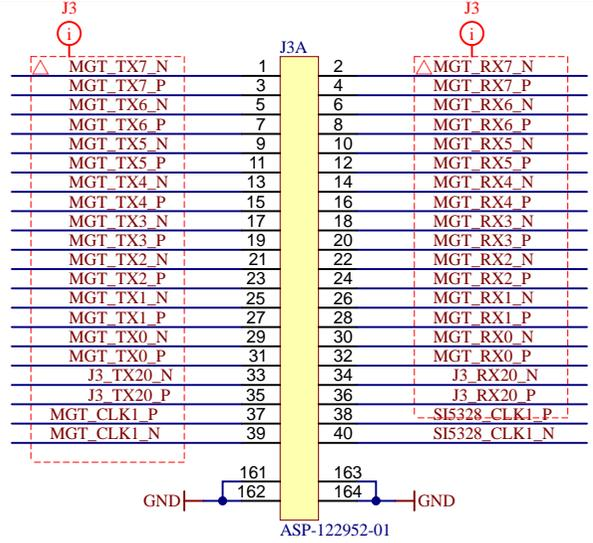 J3 J3
i i
J3A
MGT_TX7_N 1 2 MGT_RX7_N
MGT_TX7_P 3 4 MGT_RX7_P
MGT_TX6_N 5 6 MGT_RX6_N
MGT_TX6_P 7 8 MGT_RX6_P
MGT_TX5_N 9 10 MGT_RX5_N
MGT_TX5_P 11 12 MGT_RX5_P
MGT_TX4_N 13 14 MGT_RX4_N
MGT_TX4_P 15 16 MGT_RX4_P
MGT_TX3_N 17 18 MGT_RX3_N
MGT_TX3_P 19 20 MGT_RX3_P
MGT_TX2_N 21 22 MGT_RX2_N
MGT_TX2_P 23 24 MGT_RX2_P
MGT_TX1_N 25 26 MGT_RX1_N
MGT_TX1_P 27 28 MGT_RX1_P
MGT_TX0_N 29 30 MGT_RX0_N
MGT_TX0_P 31 32 MGT_RX0_P
J3_TX20_N 33 34 J3_RX20_N
J3_TX20_P 35 36 J3_RX20_P
MGT_CLK1_P 37 38 SI5328_CLK1_P
MGT_CLK1_N 39 40 SI5328_CLK1_N
161 163
GND 162 164 GND
ASP-122952-01